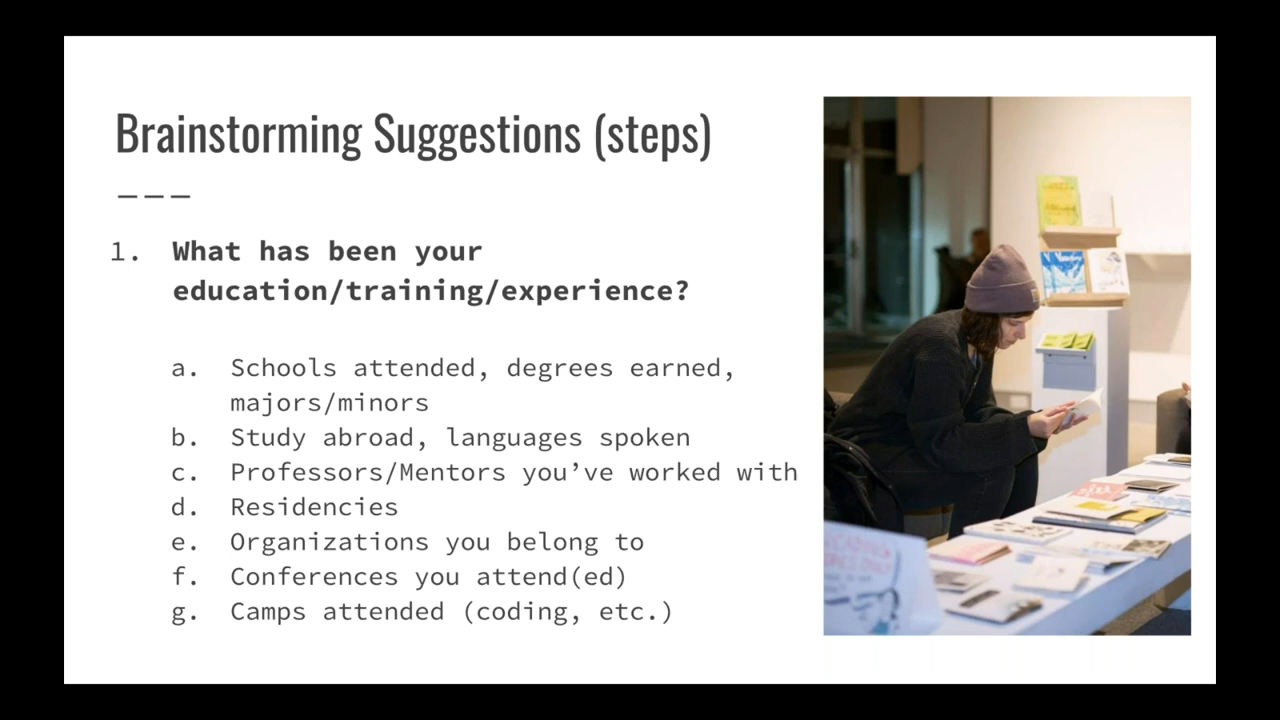 Brainstorming Suggestions (steps)
1. What has been your
education/training/experience?
a. Schools attended, degrees earned,
majors/minors
b. Study abroad, languages spoken
c. Professors/Mentors you’ve worked with
d. Residencies
e. Organizations you belong to
f. Conferences you attend(ed)
g. Camps attended (coding, etc.)